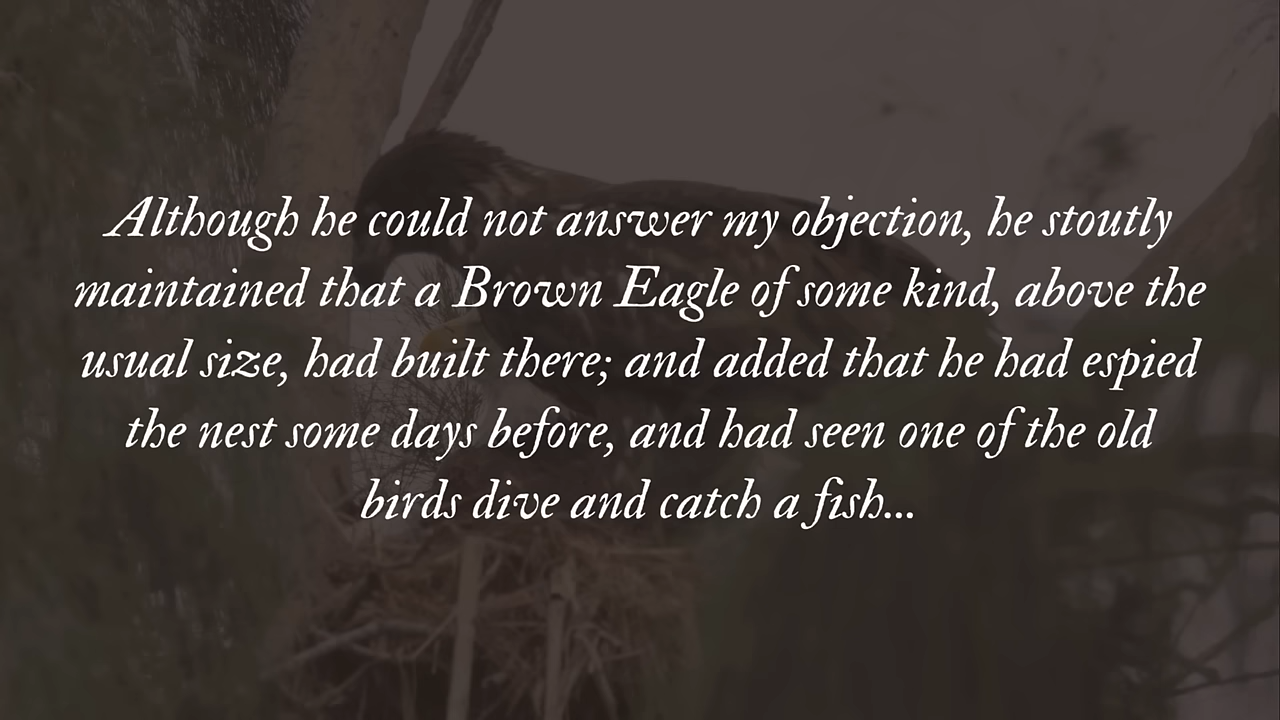 Although he could not answer my objection, he stoutly
maintained that a Brown Eagle of some kind, above the
usual size, had built there; and added that he had espied
the nest some days before, and had seen one of the old
birds dive and catch a fish...